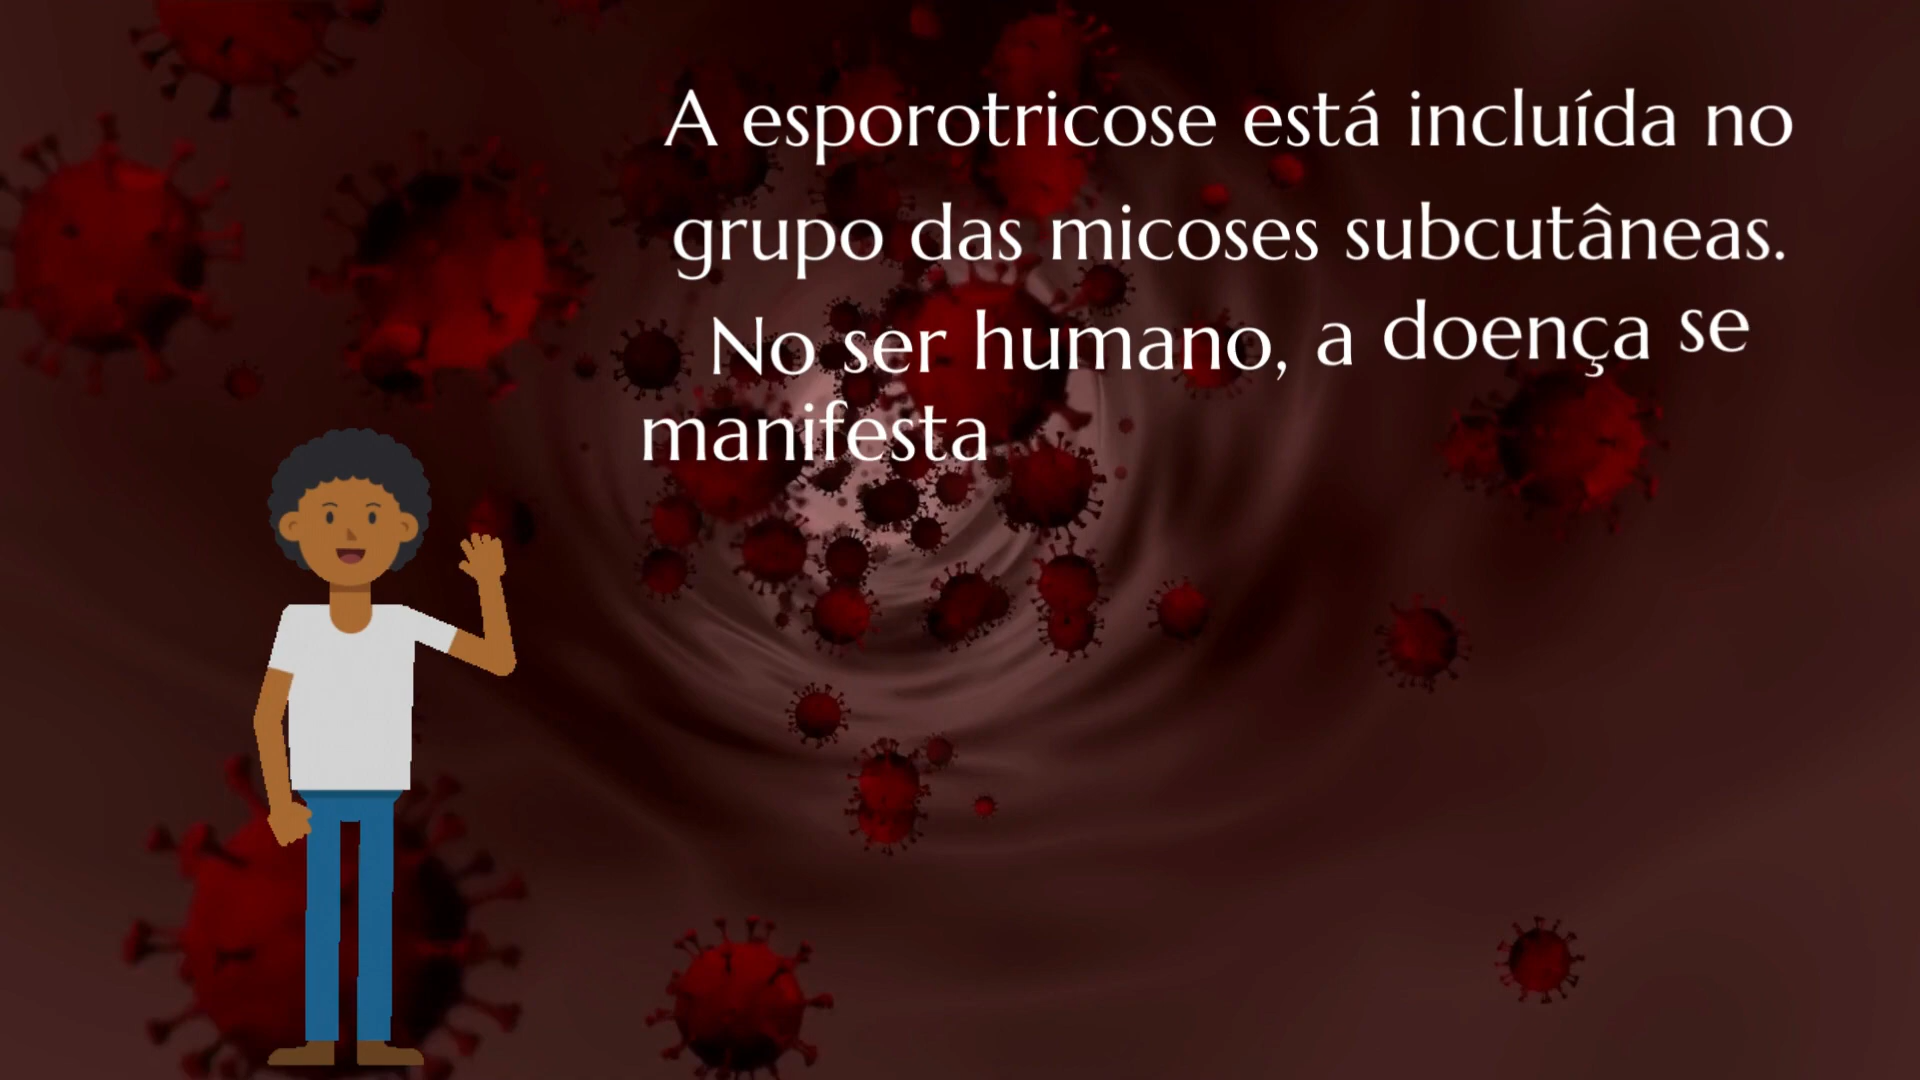 A esporotricose está incluída no
grupo das micoses subcutâneas.
No ser humano, a doença se
manifesta